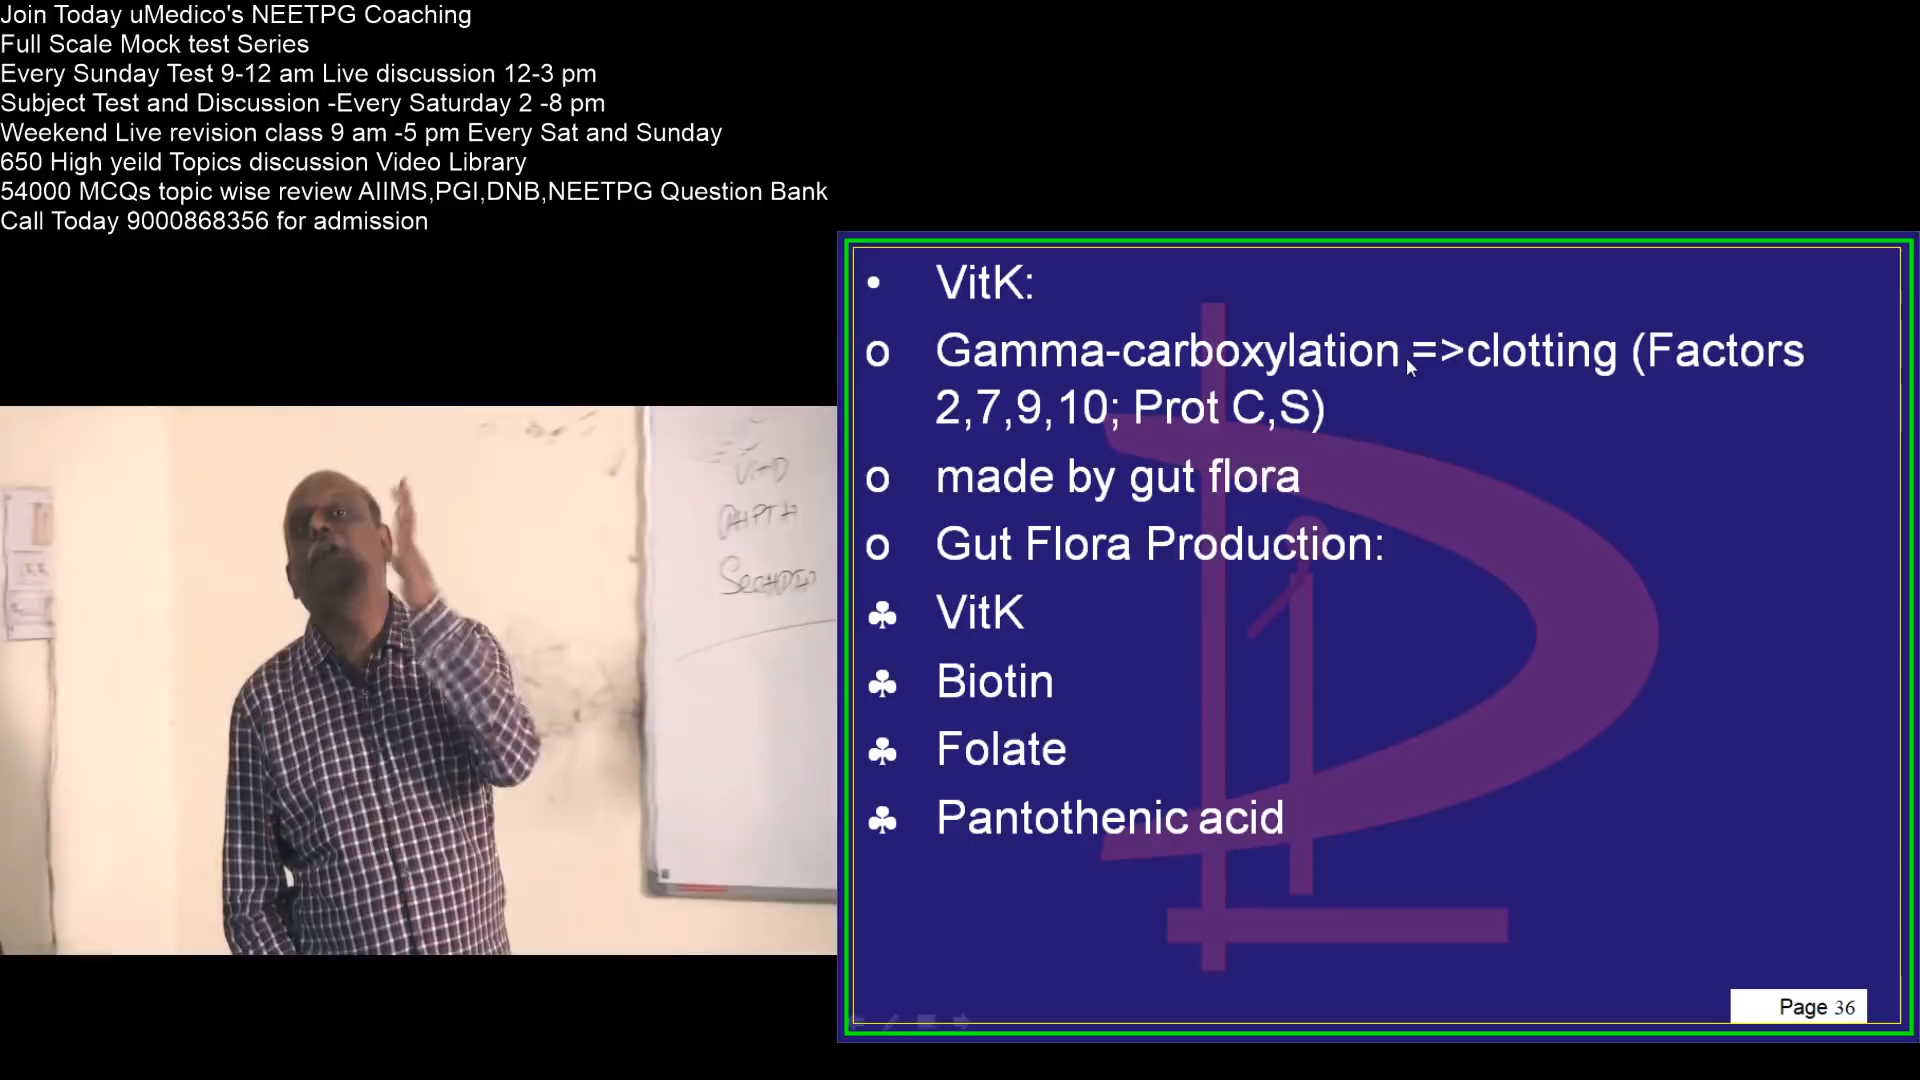 Join Today uMedico's NEETPG Coaching
Full Scale Mock test Series
Every Sunday Test 9-12 am Live discussion 12-3 pm
Subject Test and Discussion -Every Saturday 2 -8 pm
Weekend Live revision class 9 am -5 pm Every Sat and Sunday
650 High yeild Topics discussion Video Library
54000 MCQs topic wise review AIIMS,PGI,DNB,NEETPG Question Bank
Call Today 9000868356 for admission
• VitK:
o Gamma-carboxylation =>clotting (Factors
2,7,9,10; Prot C,S)
o made by gut flora
o Gut Flora Production:
♣ VitK
♣ Biotin
♣ Folate
♣ Pantothenic acid
Page 36
Vit D